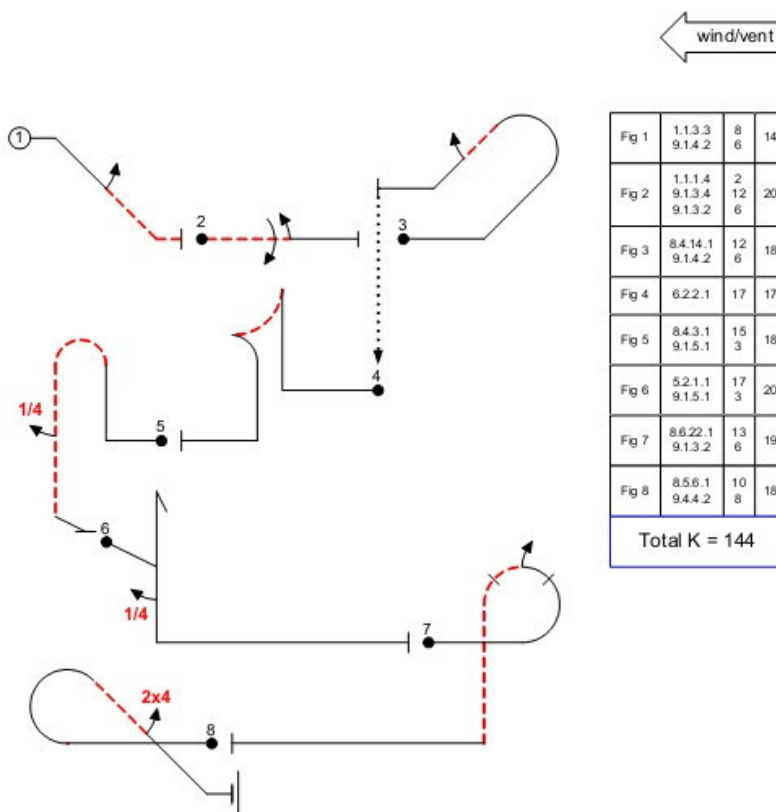 wind/vent
1
2
3
4
5
6
7
8
1/4
1/4
2x4
Fig 1 1.1.3.3 8 14
9.1.4.2 6
Fig 2 1.1.1.4 2 20
9.1.3.4 12
9.1.3.2 6
Fig 3 8.4.14.1 12 18
9.1.4.2 6
Fig 4 6.2.2.1 17 17
Fig 5 8.4.3.1 15 18
9.1.5.1 3
Fig 6 5.2.1.1 17 20
9.1.5.1 3
Fig 7 8.6.22.1 13 19
9.1.3.2 6
Fig 8 8.5.6.1 10 18
9.4.4.2 8
Total K = 144